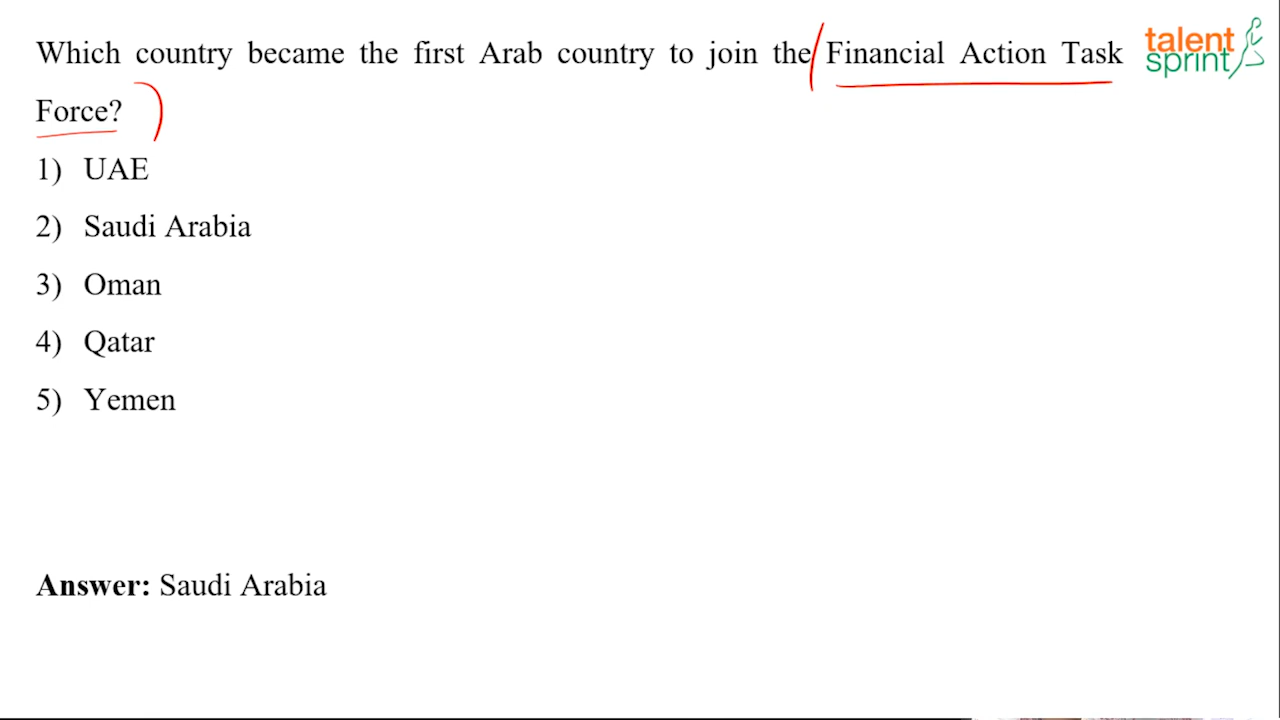 Which country became the first Arab country to join the Financial Action Task
Force?
1) UAE
2) Saudi Arabia
3) Oman
4) Qatar
5) Yemen
Answer: Saudi Arabia
talent
sprint